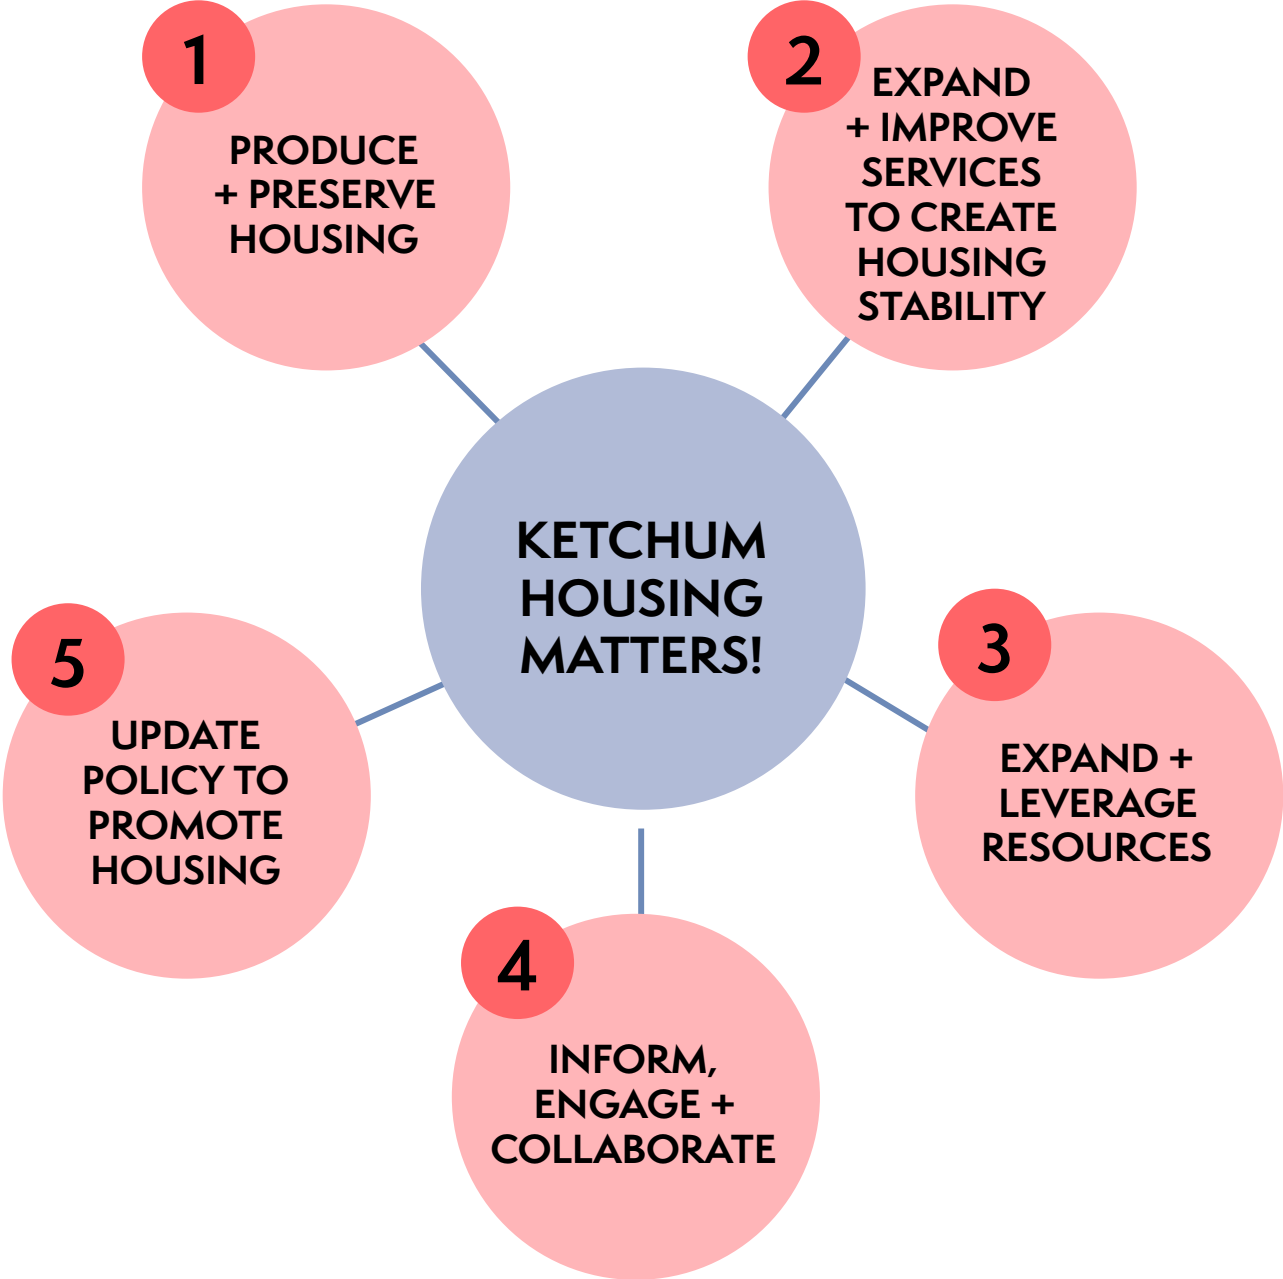 1
PRODUCE
+ PRESERVE
HOUSING
2
EXPAND
+ IMPROVE
SERVICES
TO CREATE
HOUSING
STABILITY
KETCHUM
HOUSING
MATTERS!
3
EXPAND +
LEVERAGE
RESOURCES
4
INFORM,
ENGAGE +
COLLABORATE
5
UPDATE
POLICY TO
PROMOTE
HOUSING